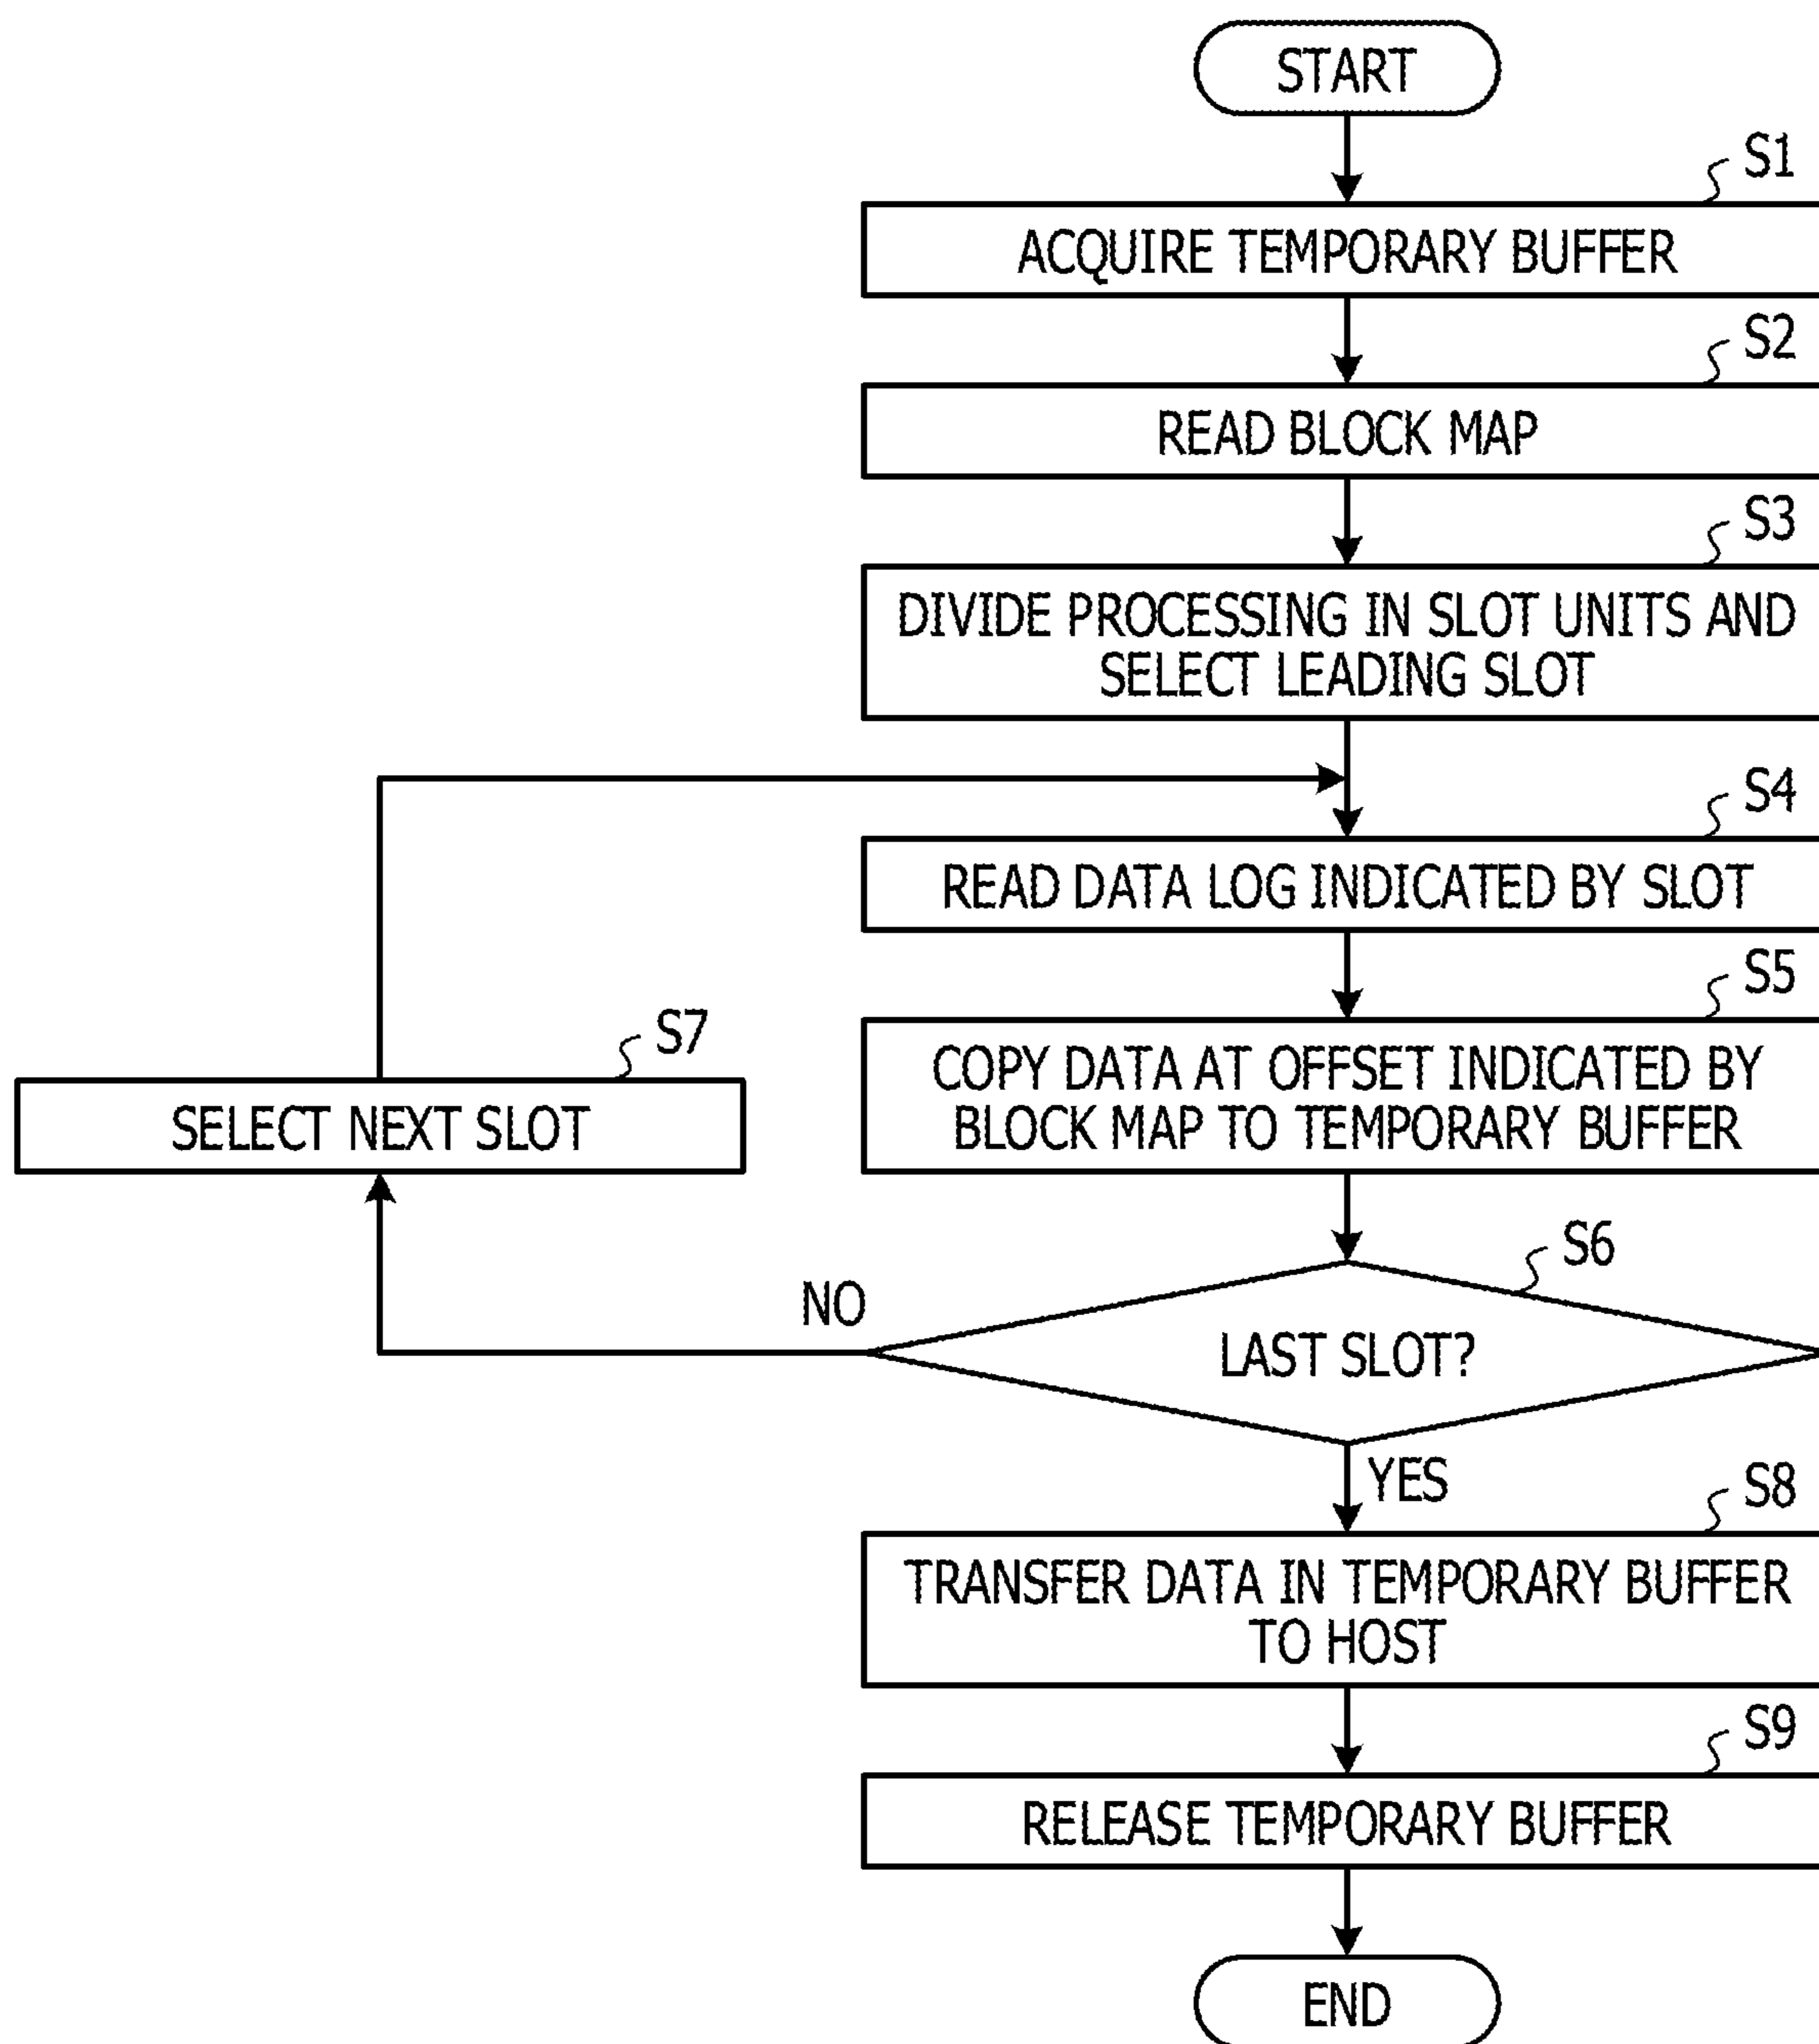 START
S1
ACQUIRE TEMPORARY BUFFER
S2
READ BLOCK MAP
S3
DIVIDE PROCESSING IN SLOT UNITS AND
SELECT LEADING SLOT
S4
READ DATA LOG INDICATED BY SLOT
S5
COPY DATA AT OFFSET INDICATED BY
BLOCK MAP TO TEMPORARY BUFFER
S7
SELECT NEXT SLOT
S6
NO
LAST SLOT?
YES
S8
TRANSFER DATA IN TEMPORARY BUFFER
TO HOST
S9
RELEASE TEMPORARY BUFFER
END